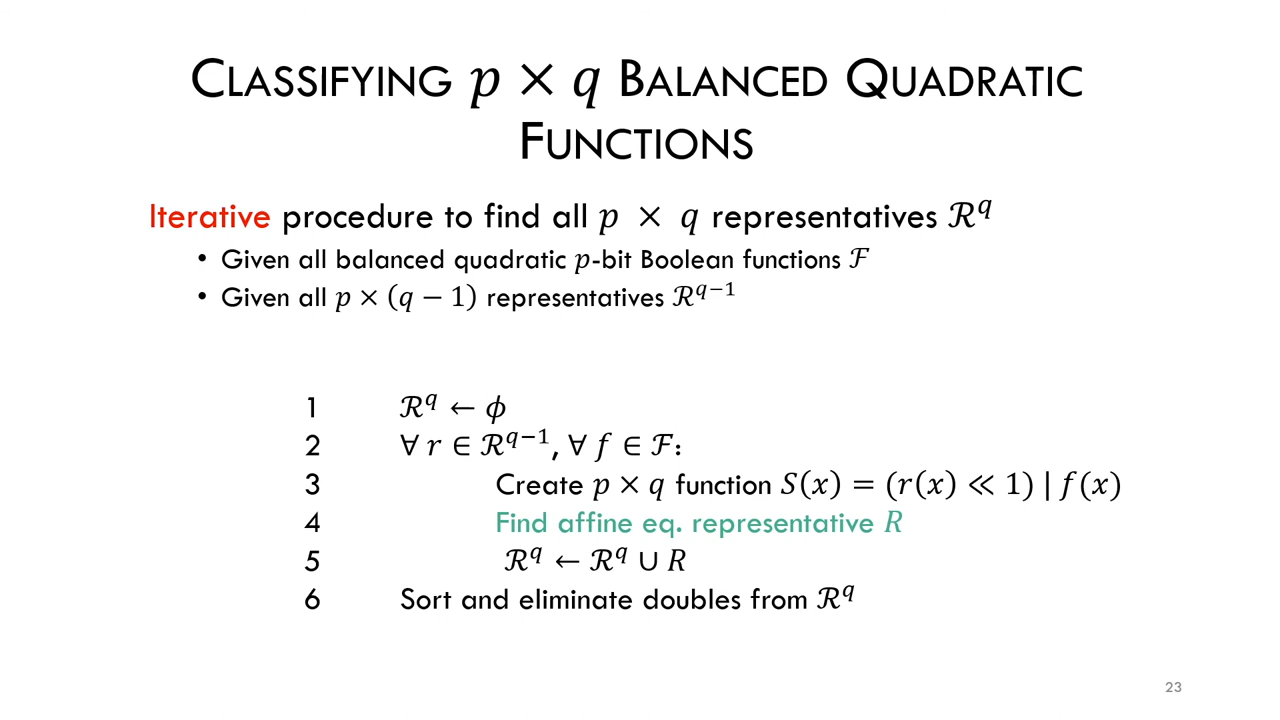 CLASSIFYING 𝑝 × 𝑞 BALANCED QUADRATIC
FUNCTIONS
Iterative procedure to find all 𝑝 × 𝑞 representatives ℛ^𝑞
• Given all balanced quadratic 𝑝-bit Boolean functions ℱ
• Given all 𝑝 × (𝑞 − 1) representatives ℛ^{𝑞−1}
1 ℛ^𝑞 ← 𝜙
2 ∀ 𝑟 ∈ ℛ^{𝑞−1}, ∀ 𝑓 ∈ ℱ:
3 Create 𝑝 × 𝑞 function 𝑆(𝑥) = (𝑟(𝑥) ≪ 1) | 𝑓(𝑥)
4 Find affine eq. representative 𝑅
5 ℛ^𝑞 ← ℛ^𝑞 ∪ 𝑅
6 Sort and eliminate doubles from ℛ^𝑞
23